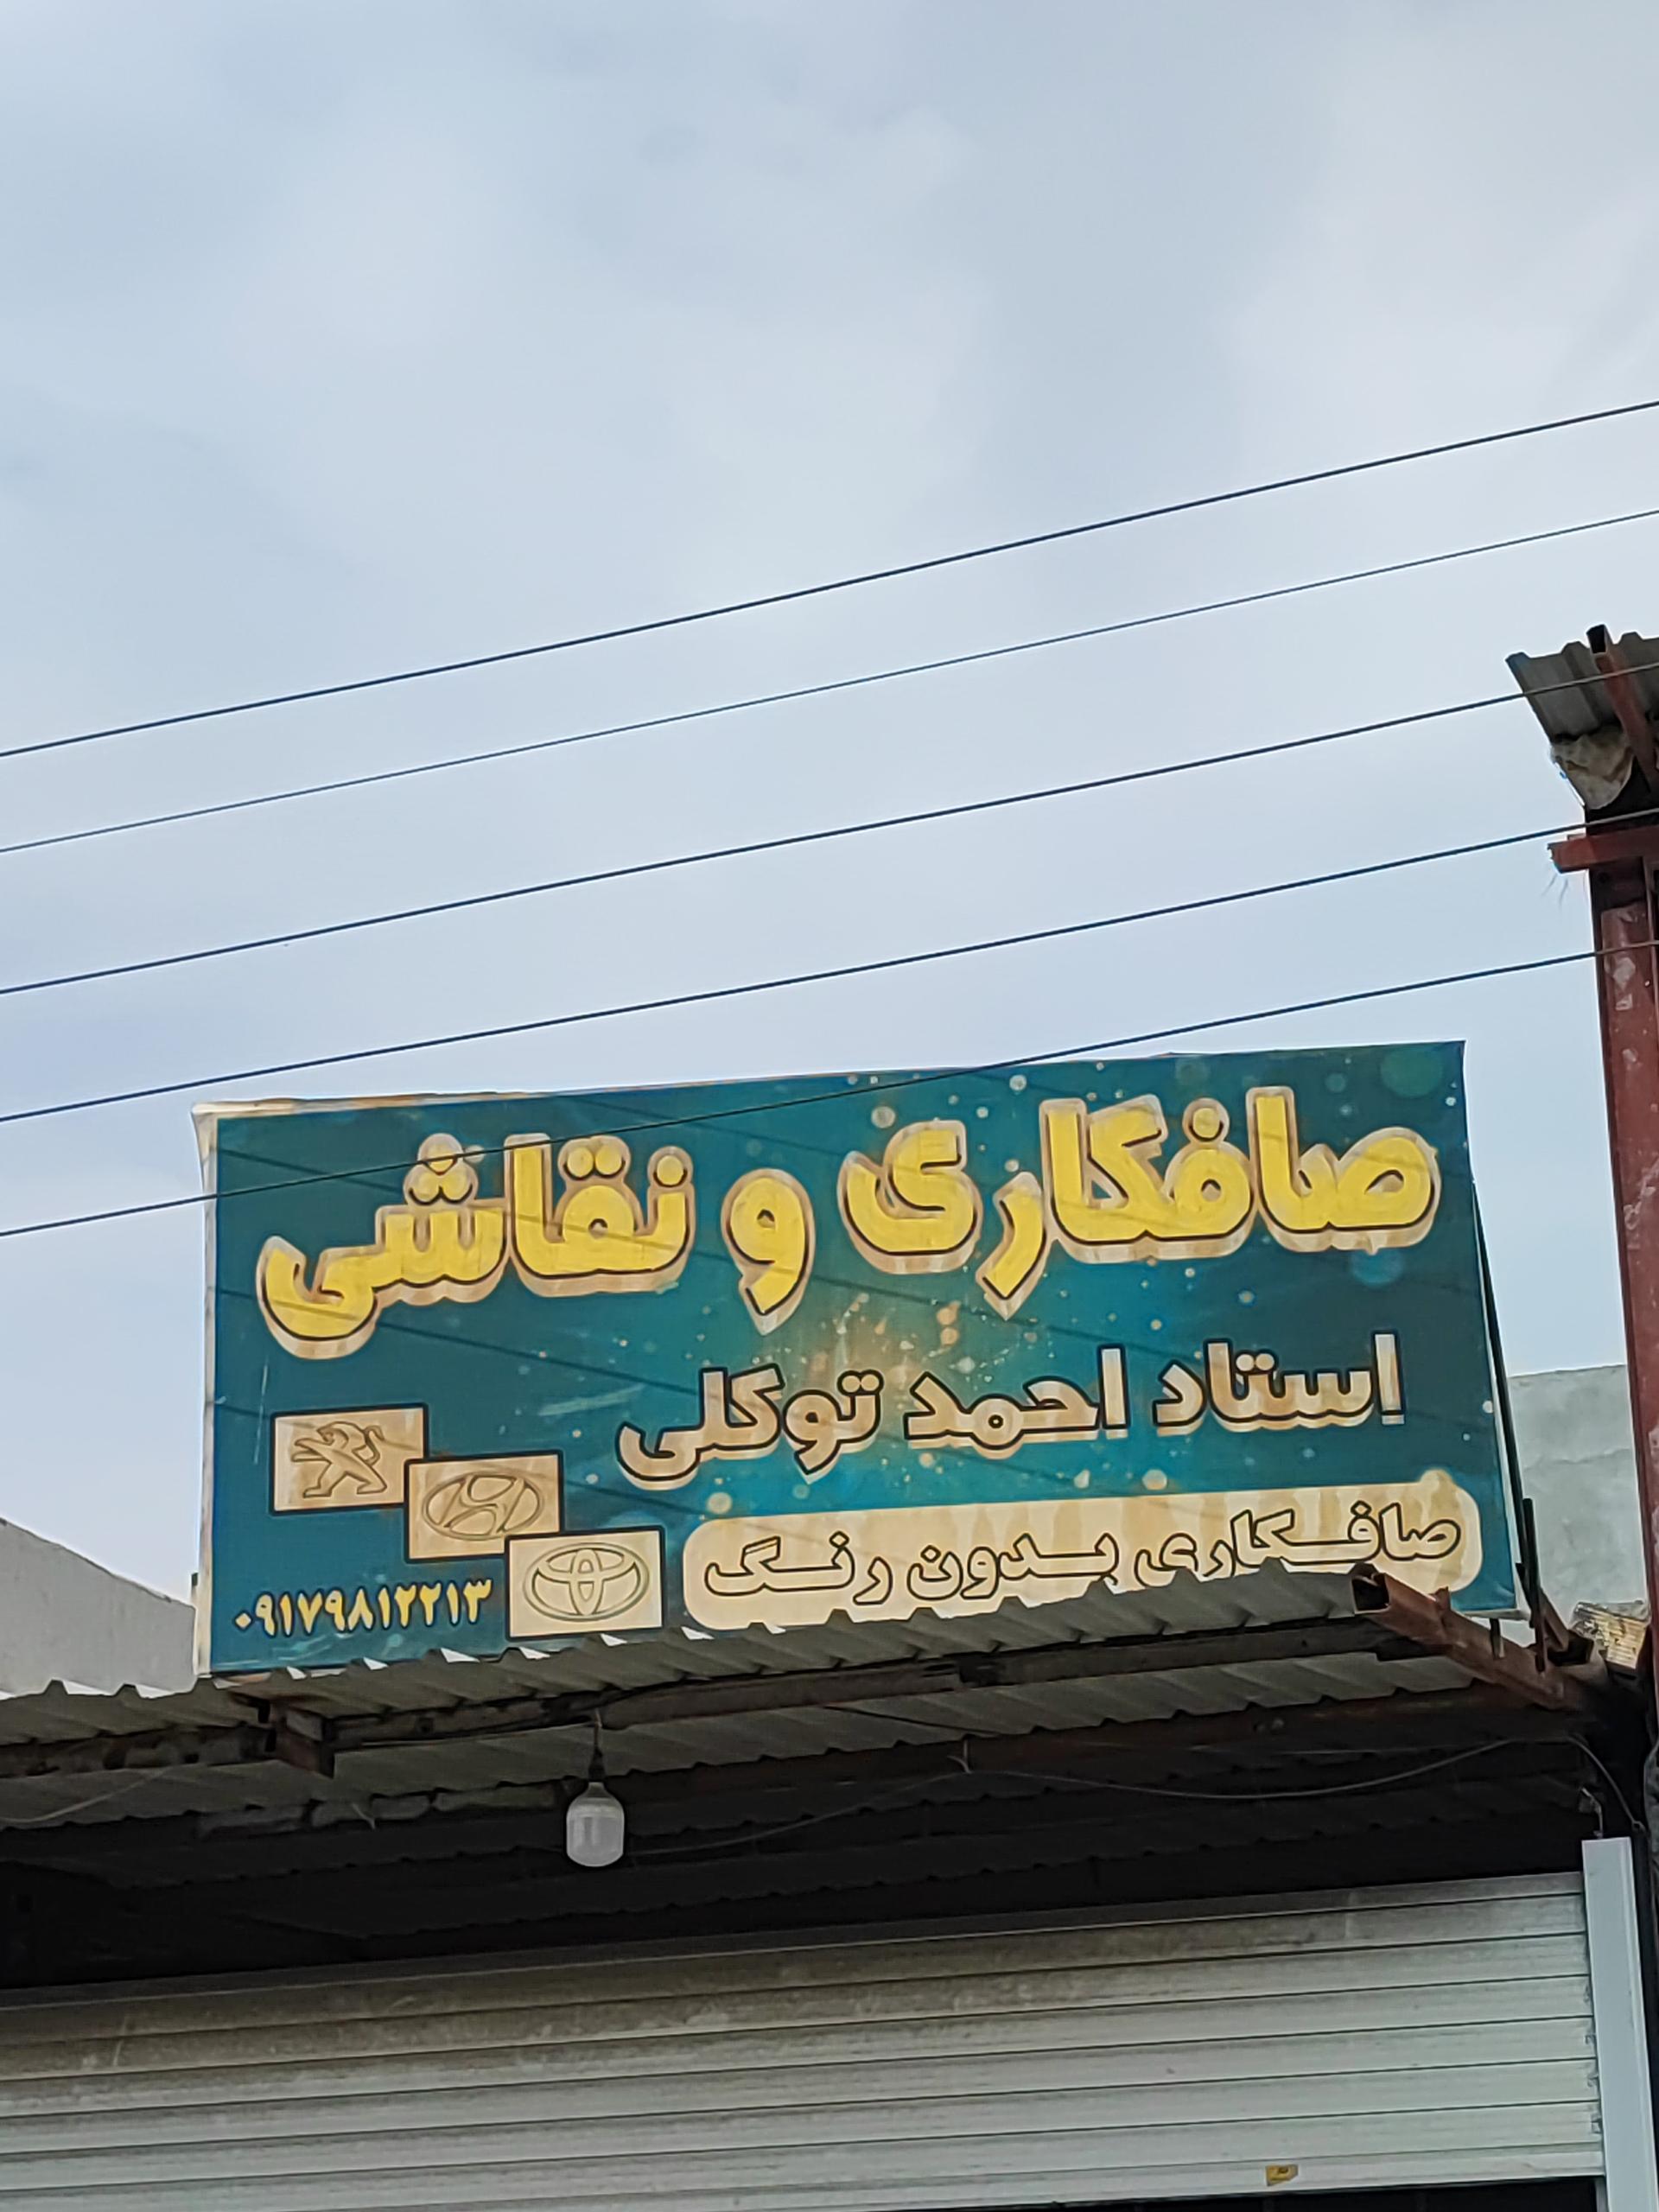 صافکاری و نقاشی
استاد احمد توکلی
صافکاری بدون رنگ
۰۹۱۷۹۸۱۲۲۱۳